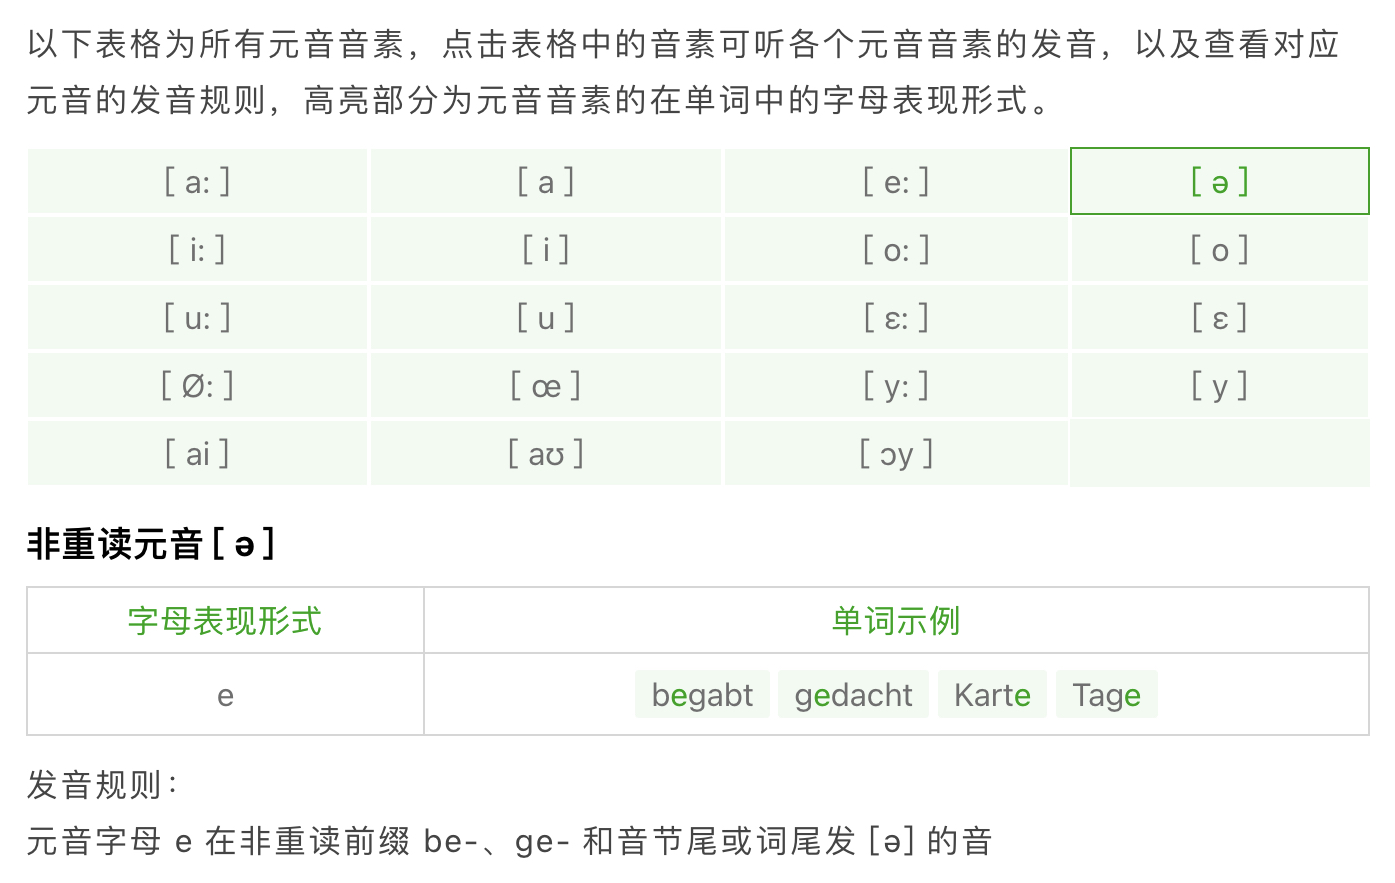 以下表格为所有元音音素，点击表格中的音素可听各个元音音素的发音，以及查看对应
元音的发音规则，高亮部分为元音音素的在单词中的字母表现形式。
[ a: ] [ a ] [ e: ] [ ə ]
[ i: ] [ i ] [ o: ] [ o ]
[ u: ] [ u ] [ ɛ: ] [ ɛ ]
[ Ø: ] [ œ ] [ y: ] [ y ]
[ ai ] [ aʊ ] [ ɔy ]
非重读元音[ ə ]
字母表现形式 单词示例
e begabt gedacht Karte Tage
发音规则：
元音字母 e 在非重读前缀 be-、ge- 和音节尾或词尾发 [ə] 的音